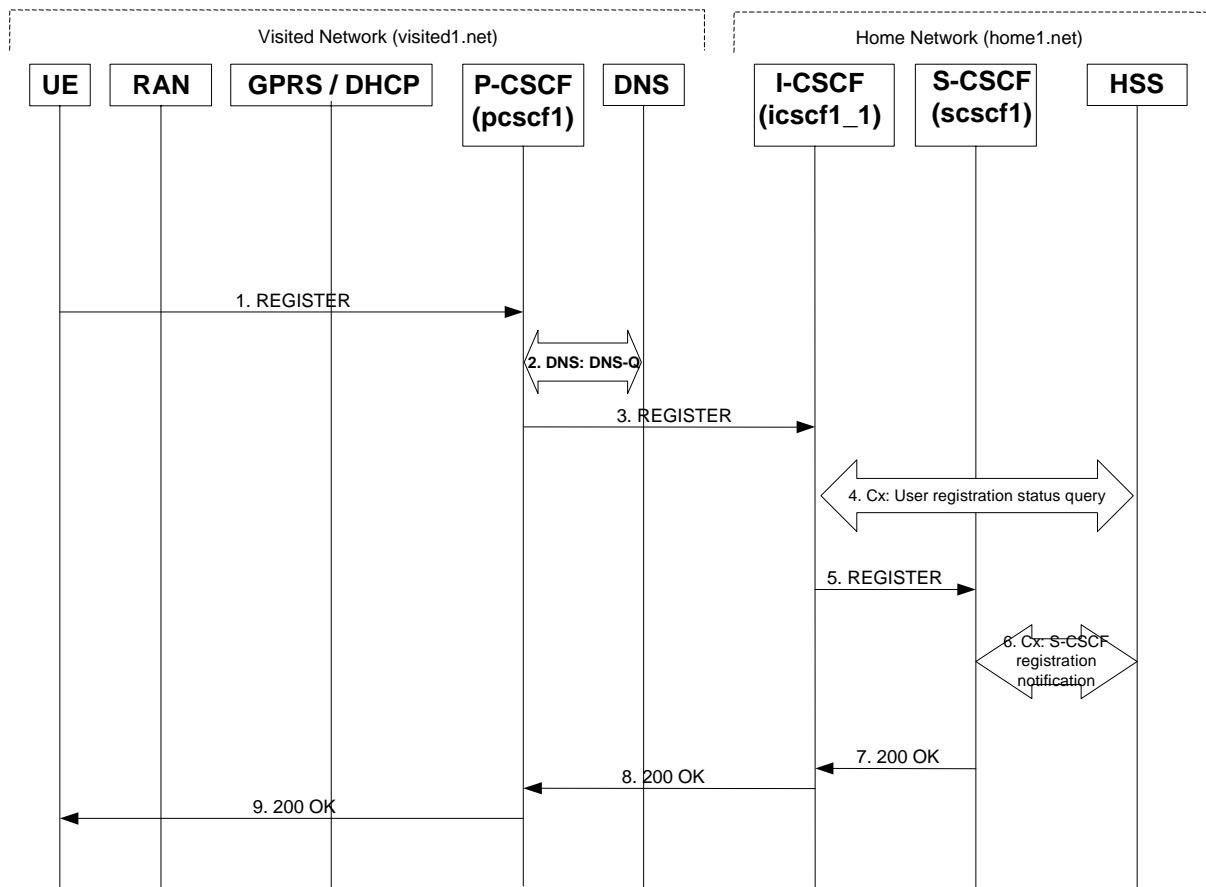 Visited Network (visited1.net)
Home Network (home1.net)
UE
RAN
GPRS / DHCP
P-CSCF
(pcscf1)
DNS
I-CSCF
(icscf1_1)
S-CSCF
(scscf1)
HSS
1. REGISTER
2. DNS: DNS-Q
3. REGISTER
4. Cx: User registration status query
5. REGISTER
6. Cx: S-CSCF
registration
notification
7. 200 OK
8. 200 OK
9. 200 OK